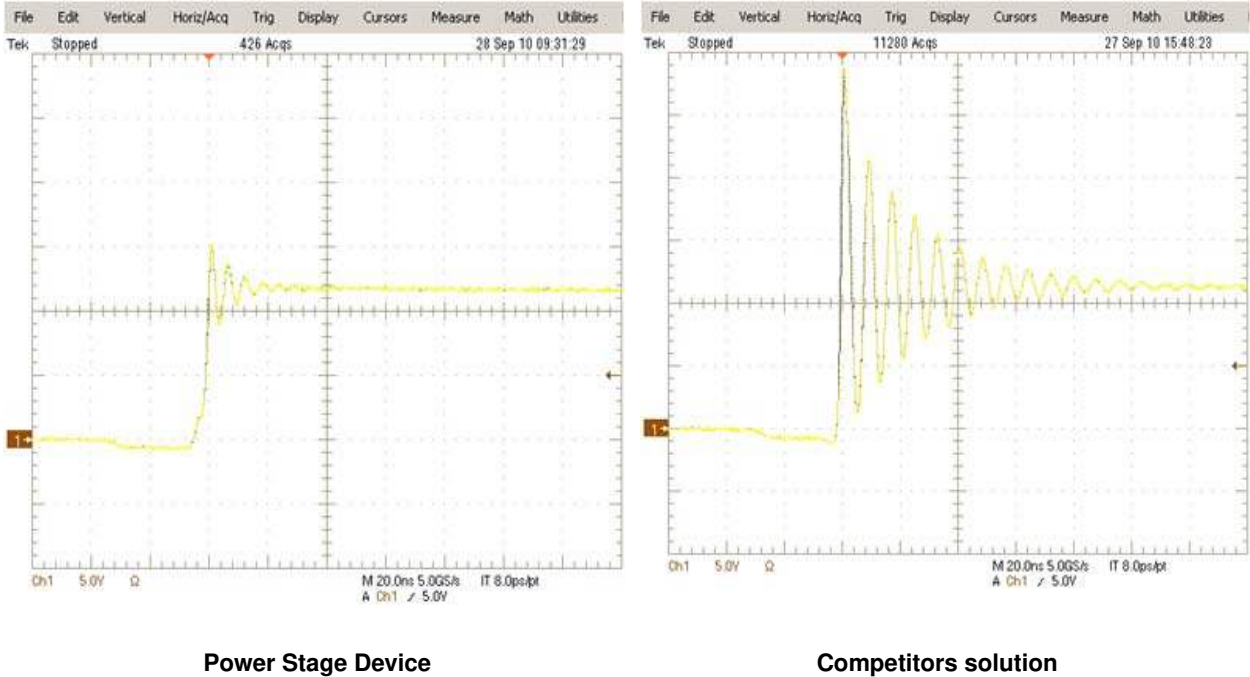 File Edit Vertical Horiz/Acq Trig Display Cursors Measure Math Utilities
Tek Stopped 426 Acqs 28 Sep 10 09:31:29
1
Ch1 5.0V Ω M 20.0ns 5.0GS/s IT 8.0ps/pt
A Ch1 ∕ 5.0V
Power Stage Device
File Edit Vertical Horiz/Acq Trig Display Cursors Measure Math Utilities
Tek Stopped 11280 Acqs 27 Sep 10 15:48:23
1
Ch1 5.0V Ω M 20.0ns 5.0GS/s IT 8.0ps/pt
A Ch1 ∕ 5.0V
Competitors solution